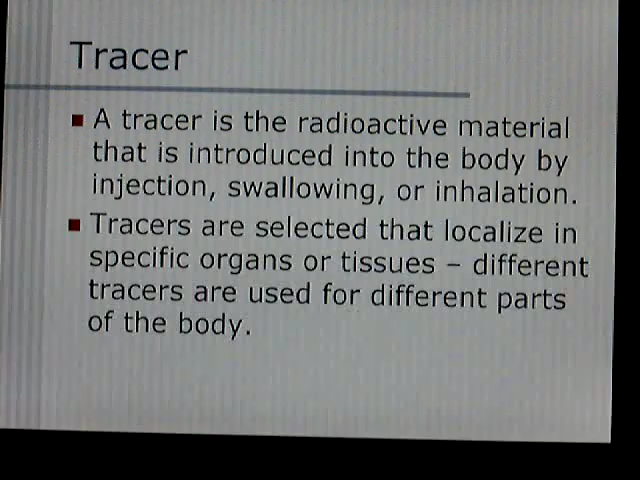 Tracer
A tracer is the radioactive material
that is introduced into the body by
injection, swallowing, or inhalation.
Tracers are selected that localize in
specific organs or tissues – different
tracers are used for different parts
of the body.